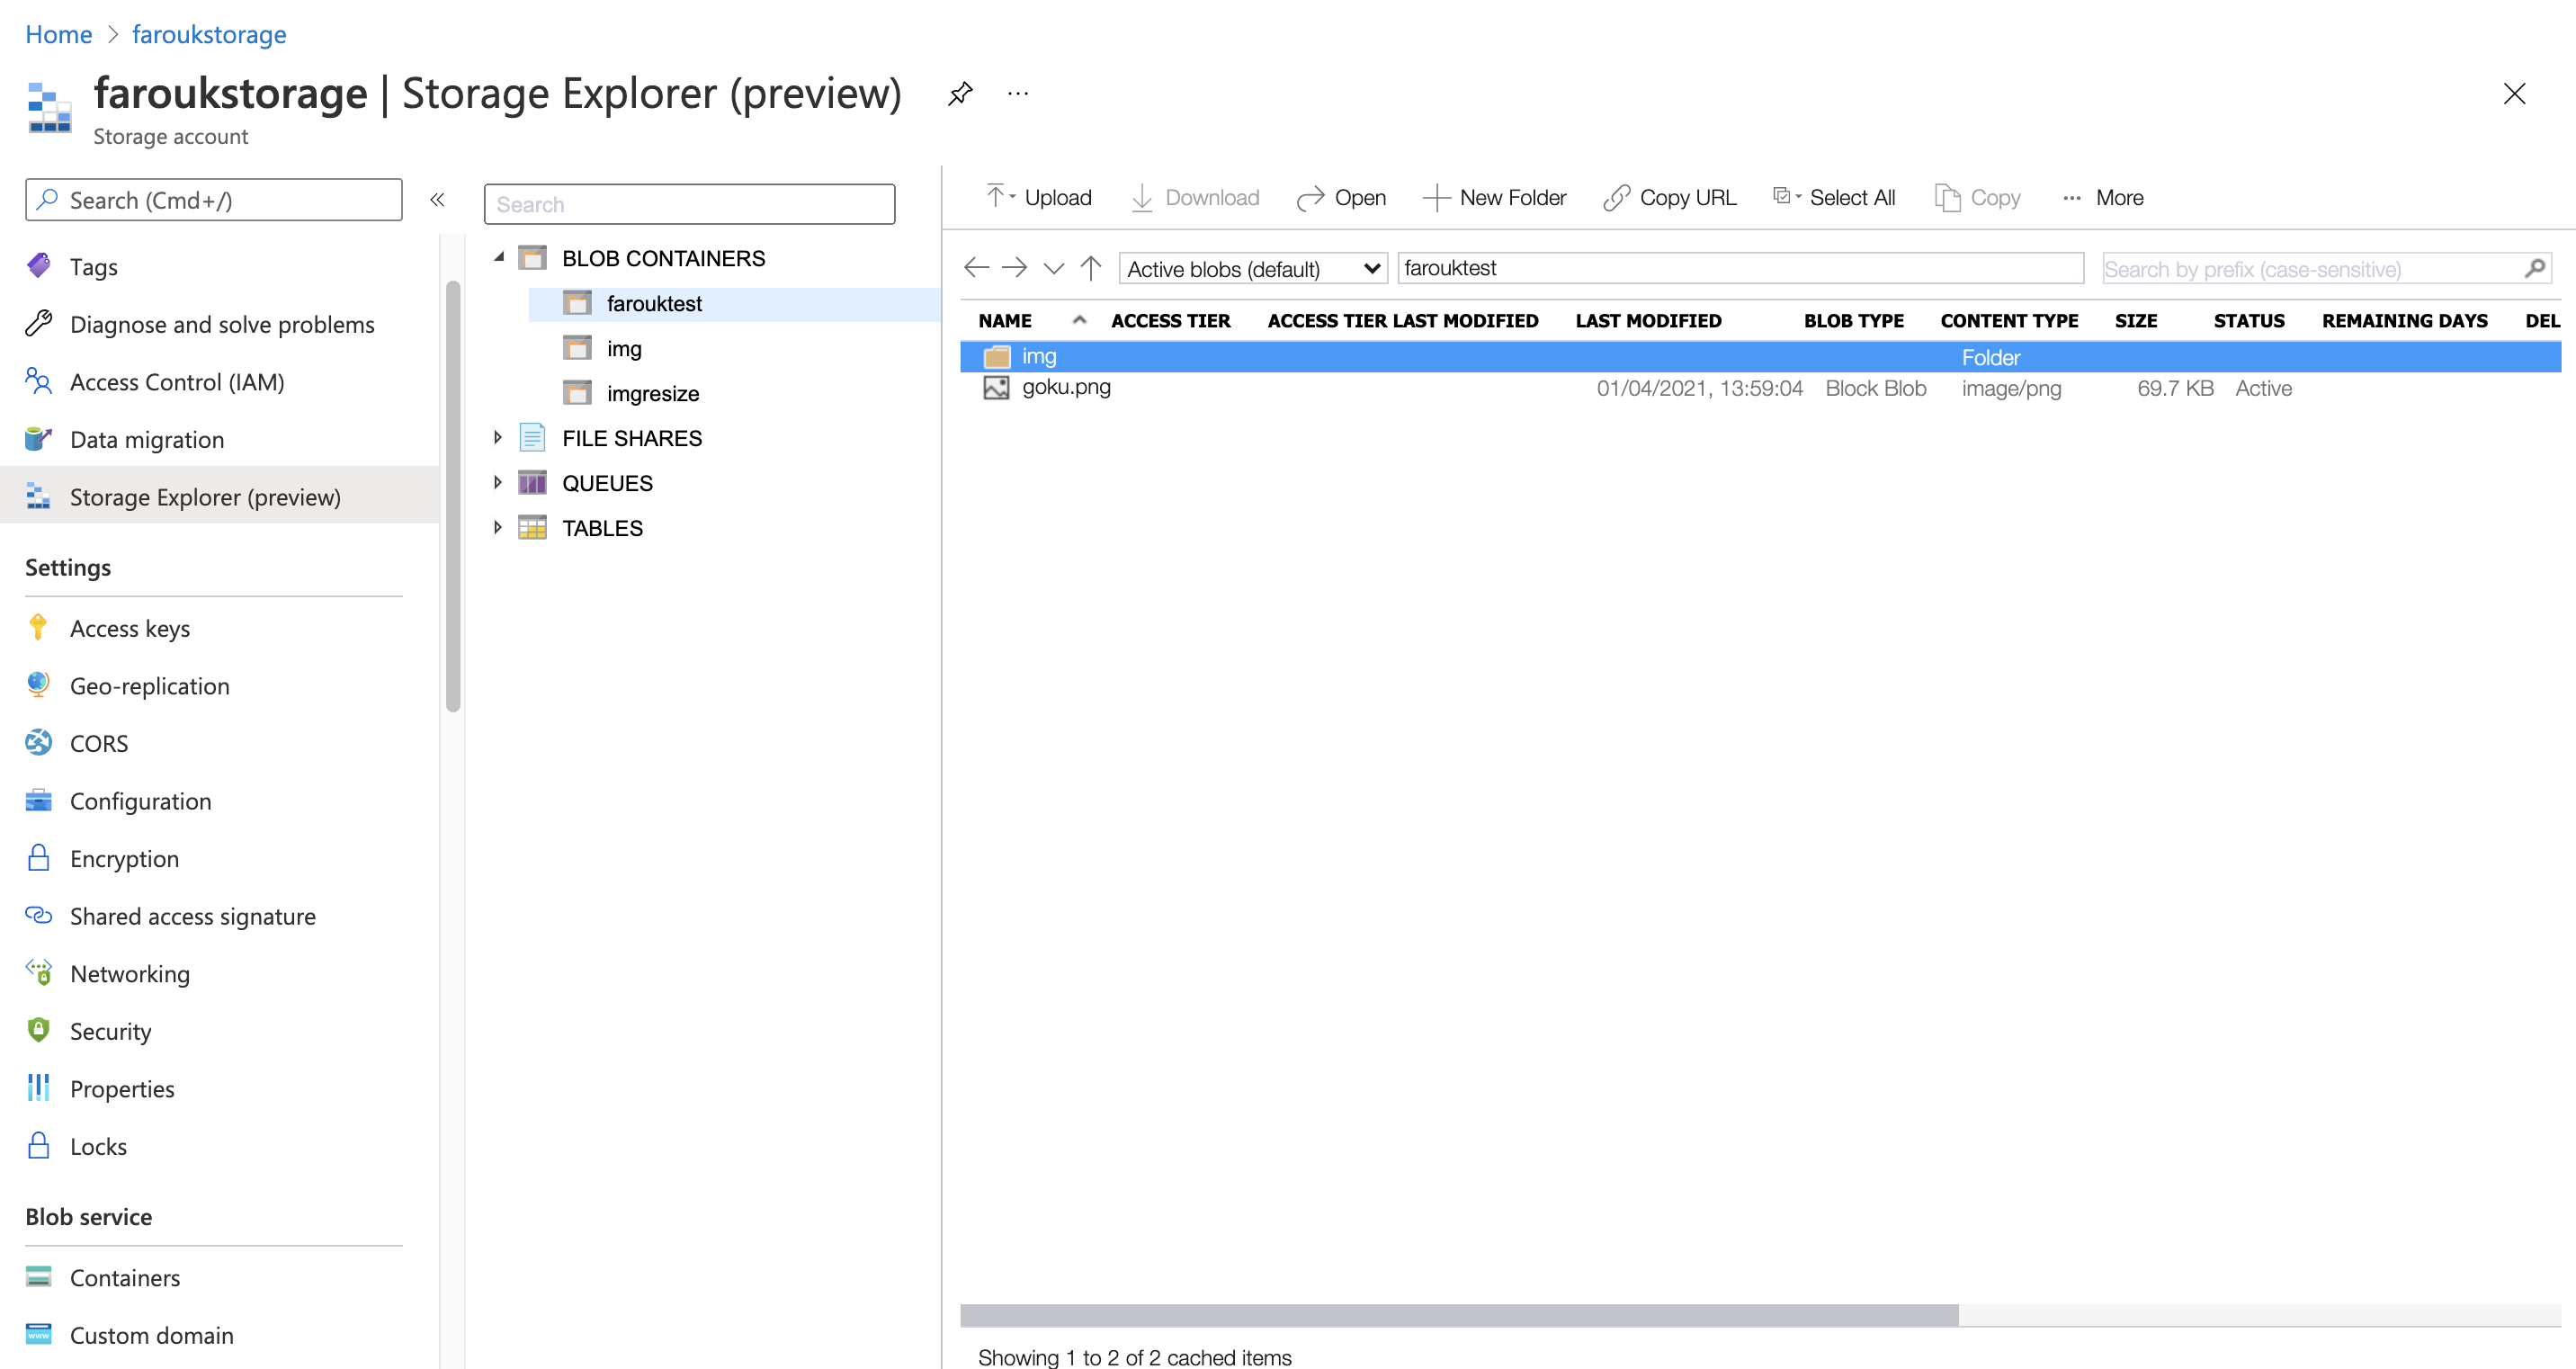 Home > faroukstorage
faroukstorage | Storage Explorer (preview) ...
Storage account
Search (Cmd+/)
«
Tags
Diagnose and solve problems
Access Control (IAM)
Data migration
Storage Explorer (preview)
Settings
Access keys
Geo-replication
CORS
Configuration
Encryption
Shared access signature
Networking
Security
Properties
Locks
Blob service
Containers
www
Custom domain
Search
BLOB CONTAINERS
farouktest
img
imgresize
FILE SHARES
QUEUES
TABLES
Upload Download Open New Folder Copy URL Select All Copy ... More
Active blobs (default) farouktest Search by prefix (case-sensitive)
NAME ACCESS TIER ACCESS TIER LAST MODIFIED LAST MODIFIED BLOB TYPE CONTENT TYPE SIZE STATUS REMAINING DAYS DEL
img Folder
goku.png 01/04/2021, 13:59:04 Block Blob image/png 69.7 KB Active
Showing 1 to 2 of 2 cached items